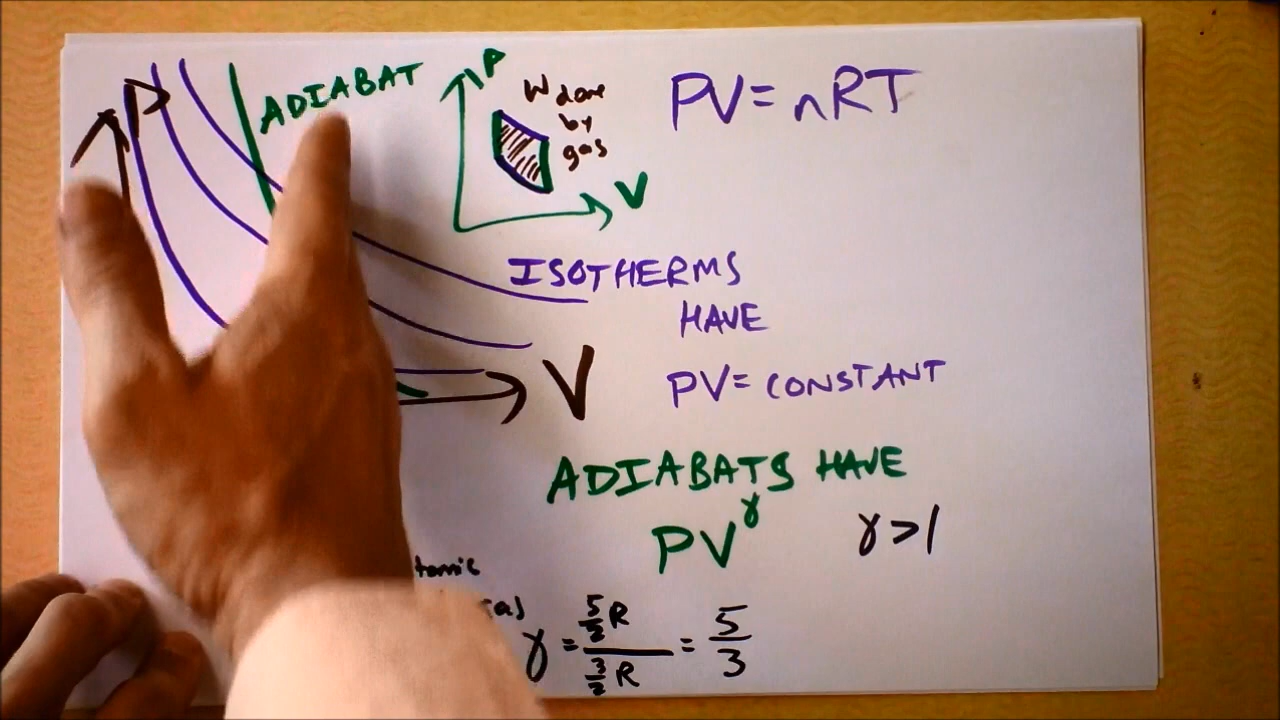 P
ADIABAT
P
W done
by
gas
V
PV = nRT
ISOTHERMS
HAVE
V
PV = CONSTANT
ADIABATS HAVE
PV^γ
γ > 1
γ = 5/2 R / 3/2 R = 5/3